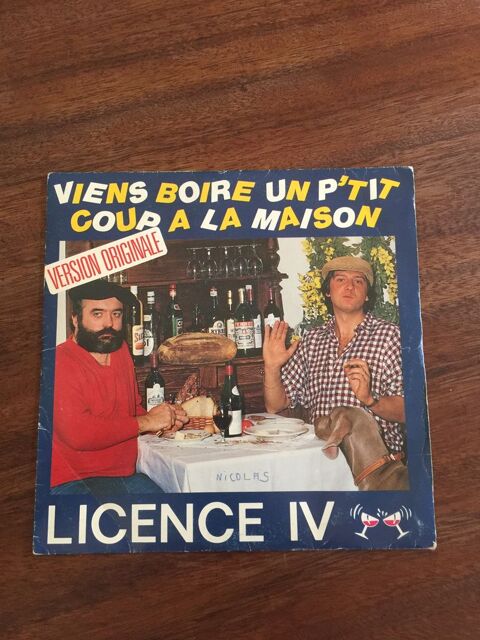 VIENS BOIRE UN P'TIT
COUP A LA MAISON
VERSION ORIGINALE
NICOLAS
LICENCE IV